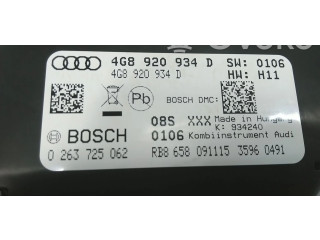 4G8 920 934 D SW: 0106
4G8 920 934 D HW: H11
Pb
BOSCH DMC:
08S XXX Made in Hungary
K: 934240
BOSCH 0106 Kombiinstrument Audi
0 263 725 062 RB8 658 091115 3596 0491